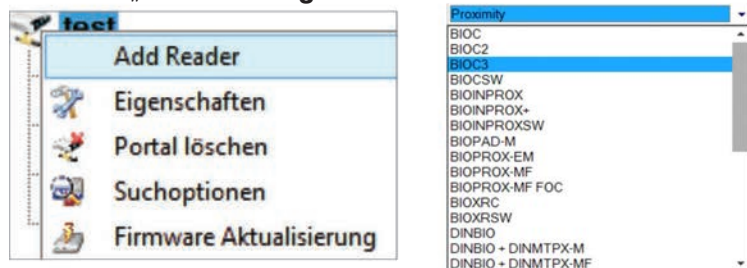 test
Add Reader
Eigenschaften
Portal löschen
Suchoptionen
Firmware Aktualisierung
Proximity
BIOC
BIOC2
BIOC3
BIOCSW
BIOINPROX
BIOINPROX+
BIOINPROXSW
BIOPAD-M
BIOPROX-EM
BIOPROX-MF
BIOPROX-MF FOC
BIOXRC
BIOXRSW
DINBIO
DINBIO + DINMTPX-M
DINBIO + DINMTPX-MF